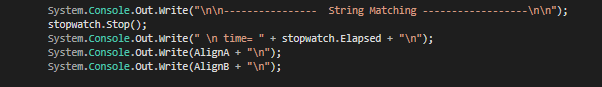 System.Console.Out.Write("\n\n---------------- String Matching ------------------\n\n");
stopwatch.Stop();
System.Console.Out.Write(" \n time= " + stopwatch.Elapsed + "\n");
System.Console.Out.Write(AlignA + "\n");
System.Console.Out.Write(AlignB + "\n");